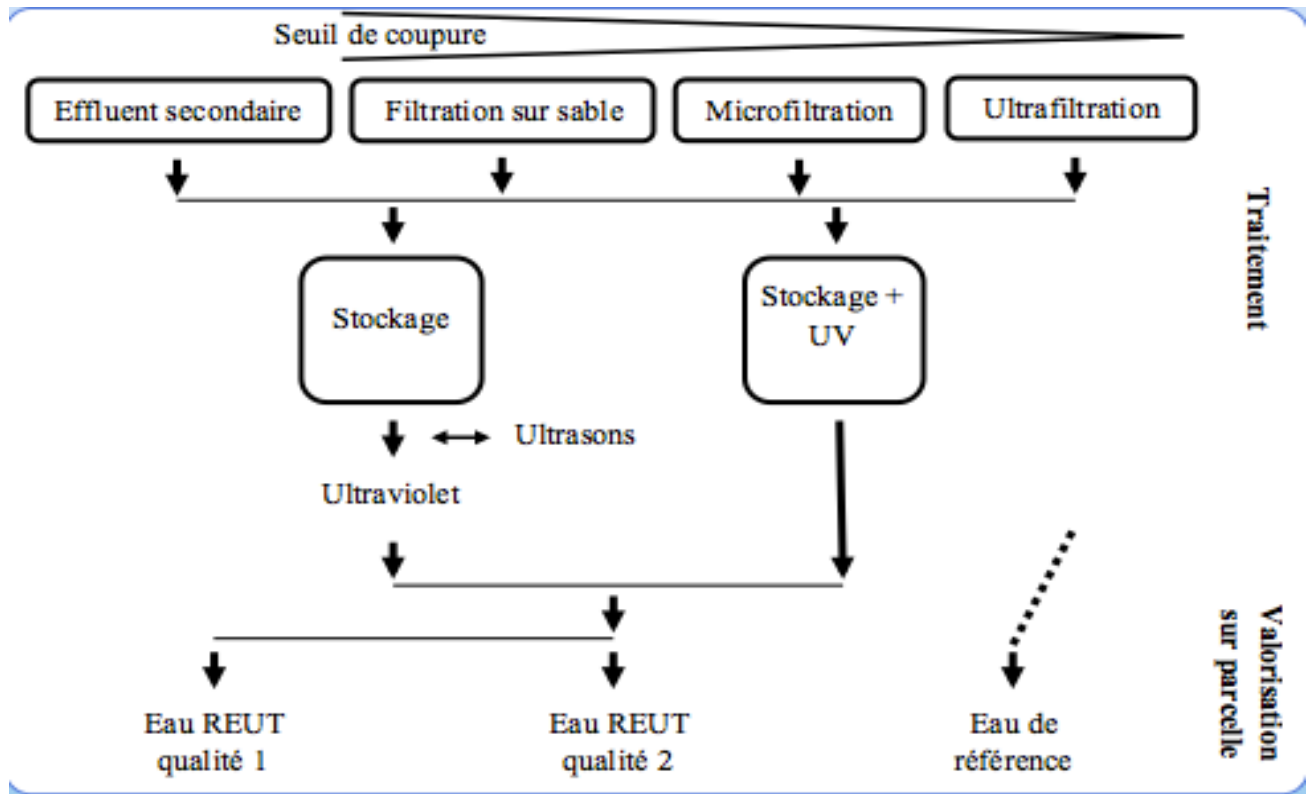 Seuil de coupure
Effluent secondaire
Filtration sur sable
Microfiltration
Ultrafiltration
Traitement
Stockage
Stockage +
UV
Ultrasons
Ultraviolet
Valorisation
sur parcelle
Eau REUT
qualité 1
Eau REUT
qualité 2
Eau de
référence